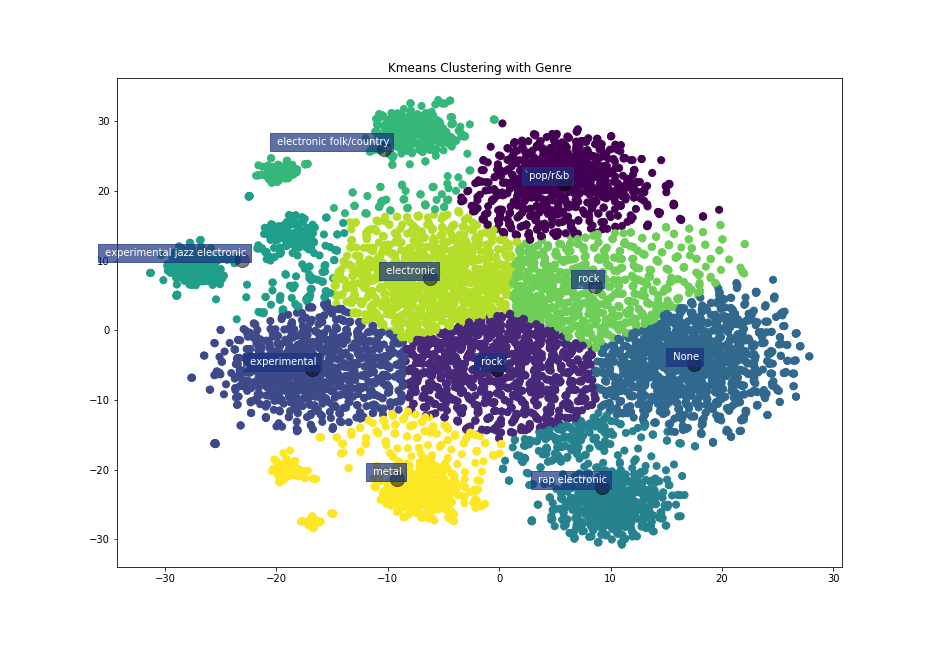 Kmeans Clustering with Genre
30
20
10
0
−10
−20
−30
electronic folk/country
pop/r&b
experimental jazz electronic
electronic
rock
experimental
rock
None
metal
rap electronic
−30 −20 −10 0 10 20 30